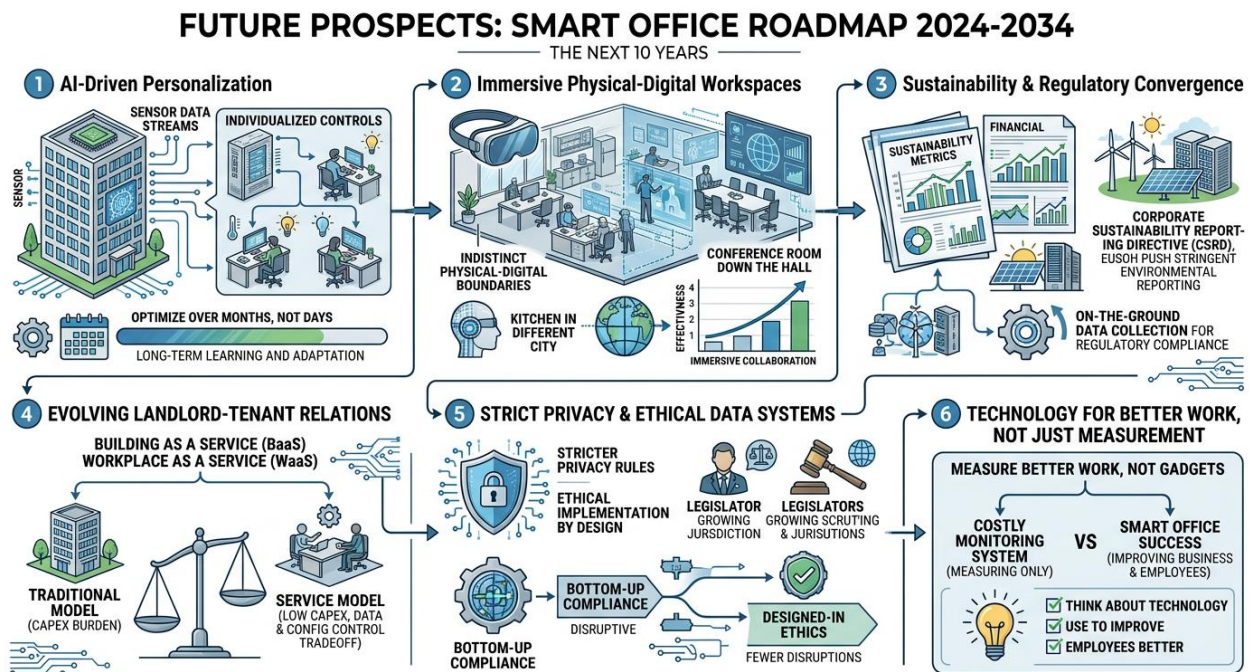 FUTURE PROSPECTS: SMART OFFICE ROADMAP 2024-2034
THE NEXT 10 YEARS
1 AI-Driven Personalization
SENSOR DATA
STREAMS
SENSOR
INDIVIDUALIZED CONTROLS
OPTIMIZE OVER MONTHS, NOT DAYS
LONG-TERM LEARNING AND ADAPTATION
2 Immersive Physical-Digital Workspaces
INDISTINCT
PHYSICAL-DIGITAL
BOUNDARIES
CONFERENCE ROOM
DOWN THE HALL
KITCHEN IN
DIFFERENT
CITY
EFFECTIVENESS
4
3
2
1
IMMERSIVE COLLABORATION
3 Sustainability & Regulatory Convergence
SUSTAINABILITY
METRICS
FINANCIAL
CORPORATE
SUSTAINABILITY REPORT-
ING DIRECTIVE (CSRD),
EUSOH PUSH STRINGENT
ENVIRONMENTAL
REPORTING
ON-THE-GROUND
DATA COLLECTION FOR
REGULATORY COMPLIANCE
4 EVOLVING LANDLORD-TENANT RELATIONS
BUILDING AS A SERVICE (BaaS)
WORKPLACE AS A SERVICE (WaaS)
TRADITIONAL
MODEL
(CAPEX BURDEN)
SERVICE MODEL
(LOW CAPEX, DATA
& CONFIG CONTROL
TRADEOFF)
5 STRICT PRIVACY & ETHICAL DATA SYSTEMS
STRICTER
PRIVACY RULES
ETHICAL
IMPLEMENTATION
BY DESIGN
LEGISLATOR
GROWING
JURSDICTION
LEGISLATORS
GROWING SCRUT'ING
& JURISUTIONS
BOTTOM-UP
COMPLIANCE
BOTTOM-UP
COMPLIANCE
DISRUPTIVE
DESIGNED-IN
ETHICS
FEWER DISRUPTIONS
6 TECHNOLOGY FOR BETTER WORK,
NOT JUST MEASUREMENT
MEASURE BETTER WORK, NOT GADGETS
COSTLY
MONITORING
SYSTEM
(MEASURING ONLY)
VS
SMART OFFICE
SUCCESS
(IMPROVING BUSINESS
& EMPLOYEES)
THINK ABOUT TECHNOLOGY
USE TO IMPROVE
EMPLOYEES BETTER